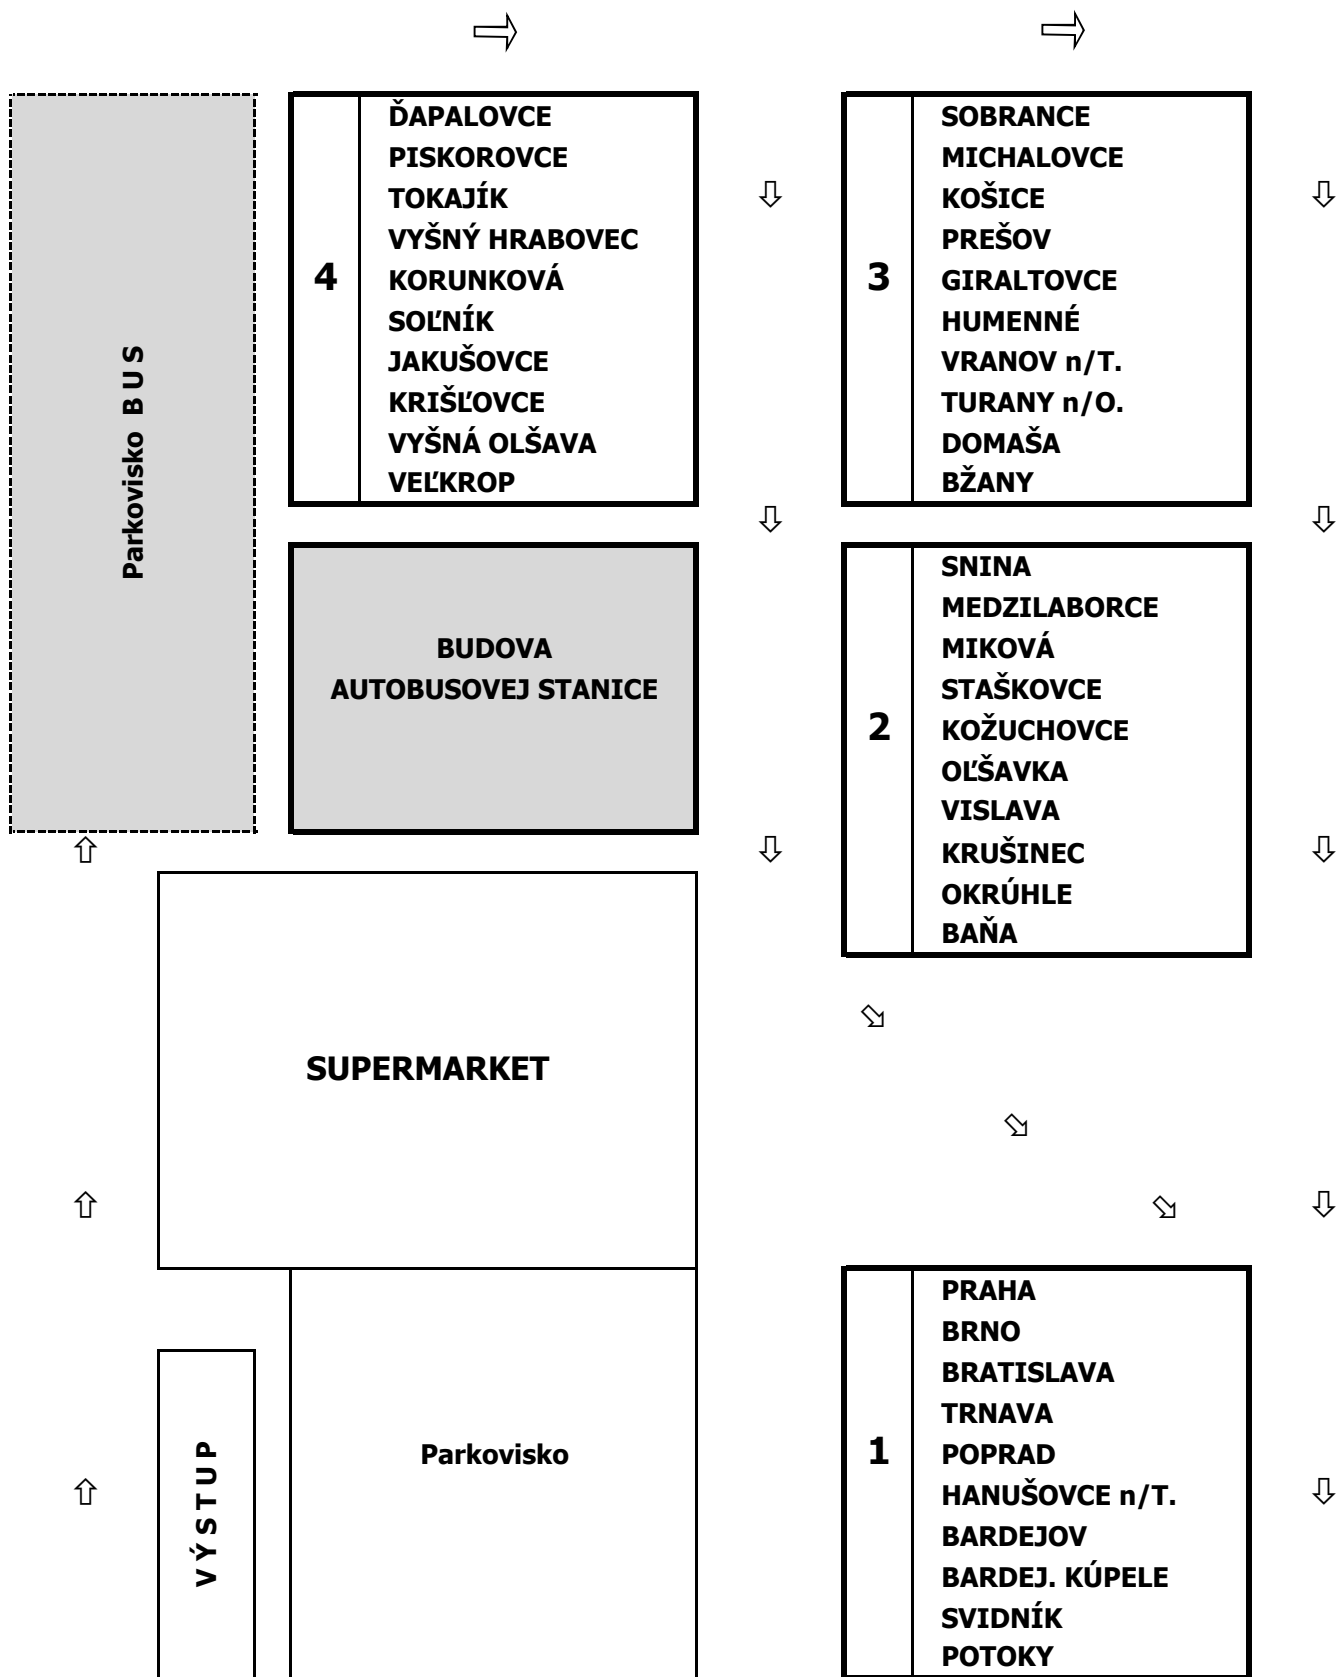 Parkovisko B U S
4
ĎAPALOVCE
PISKOROVCE
TOKAJÍK
VYŠNÝ HRABOVEC
KORUNKOVÁ
SOĽNÍK
JAKUŠOVCE
KRIŠĽOVCE
VYŠNÁ OLŠAVA
VEĽKROP
3
SOBRANCE
MICHALOVCE
KOŠICE
PREŠOV
GIRALTOVCE
HUMENNÉ
VRANOV n/T.
TURANY n/O.
DOMAŠA
BŽANY
BUDOVA
AUTOBUSOVEJ STANICE
2
SNINA
MEDZILABORCE
MIKOVÁ
STAŠKOVCE
KOŽUCHOVCE
OĽŠAVKA
VISLAVA
KRUŠINEC
OKRÚHLE
BAŇA
SUPERMARKET
V Ý S T U P
Parkovisko
1
PRAHA
BRNO
BRATISLAVA
TRNAVA
POPRAD
HANUŠOVCE n/T.
BARDEJOV
BARDEJ. KÚPELE
SVIDNÍK
POTOKY